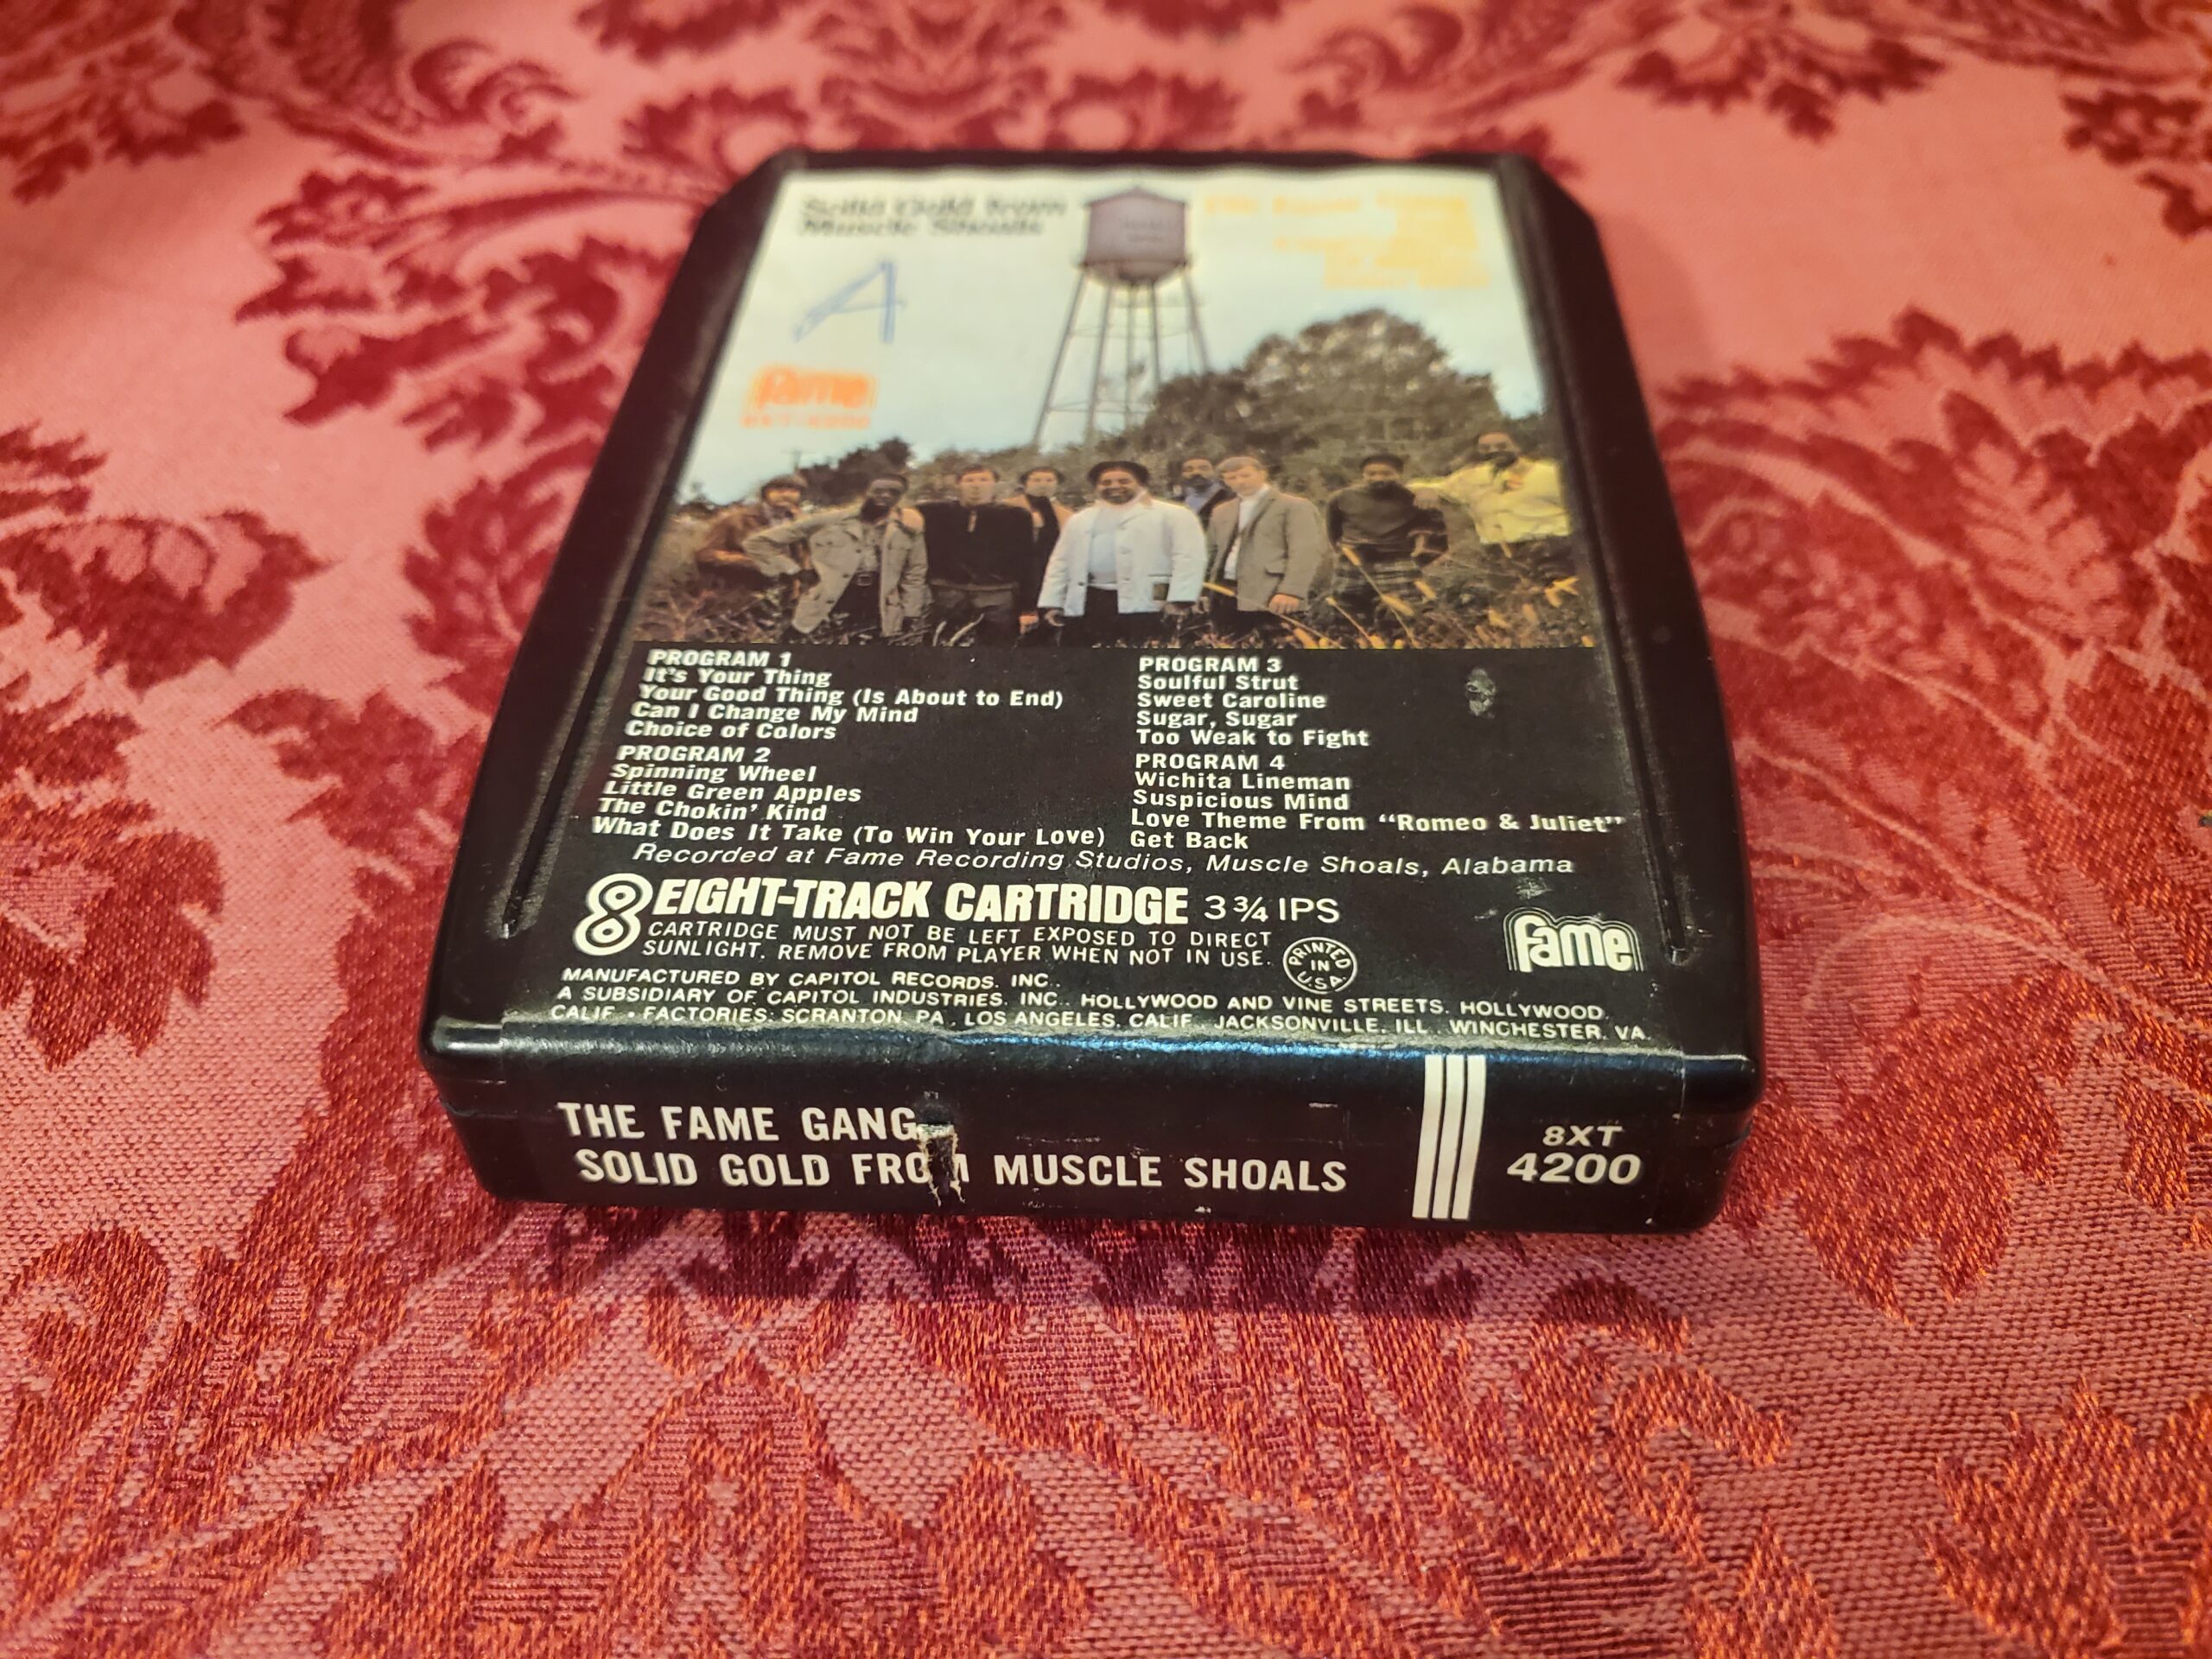 Solid Gold from
Muscle Shoals
A
fame
8XT-4200
PROGRAM 1
It's Your Thing
Your Good Thing (Is About to End)
Can I Change My Mind
Choice of Colors
PROGRAM 2
Spinning Wheel
Little Green Apples
The Chokin' Kind
What Does It Take (To Win Your Love)
PROGRAM 3
Soulful Strut
Sweet Caroline
Sugar, Sugar
Too Weak to Fight
PROGRAM 4
Wichita Lineman
Suspicious Mind
Love Theme From "Romeo & Juliet"
Get Back
Recorded at Fame Recording Studios, Muscle Shoals, Alabama
8 EIGHT-TRACK CARTRIDGE 3 3/4 IPS
CARTRIDGE MUST NOT BE LEFT EXPOSED TO DIRECT
SUNLIGHT. REMOVE FROM PLAYER WHEN NOT IN USE.
PRINTED
IN
U.S.A.
fame
MANUFACTURED BY CAPITOL RECORDS, INC.,
A SUBSIDIARY OF CAPITOL INDUSTRIES, INC., HOLLYWOOD AND VINE STREETS, HOLLYWOOD,
CALIF. • FACTORIES: SCRANTON, PA., LOS ANGELES, CALIF., JACKSONVILLE, ILL., WINCHESTER, VA.
THE FAME GANG
SOLID GOLD FROM MUSCLE SHOALS
8XT
4200